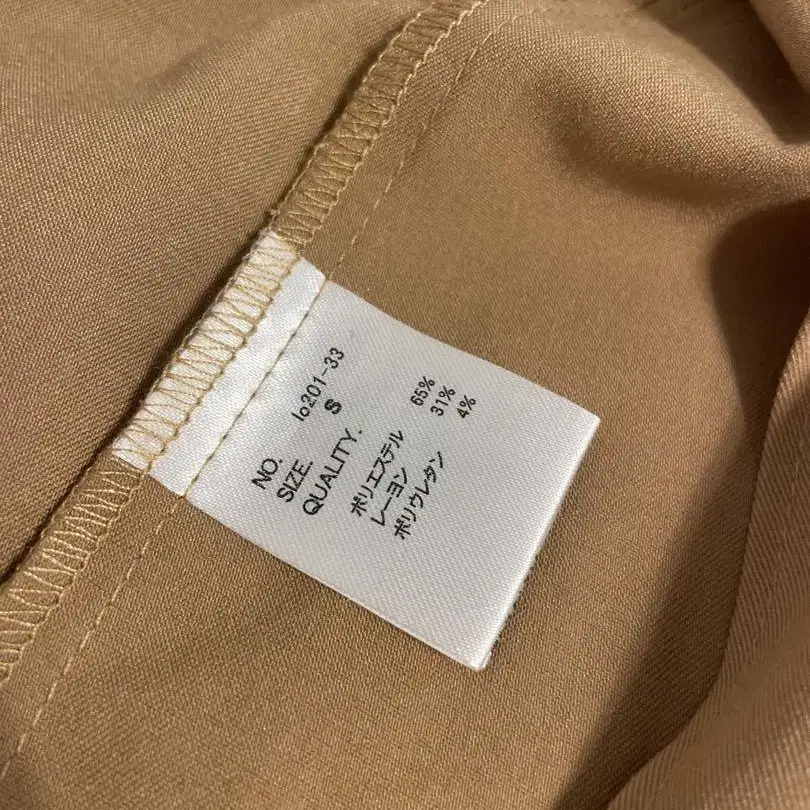 NO. lo201-33
SIZE. S
QUALITY.
ポリエステル 65%
レーヨン 31%
ポリウレタン 4%